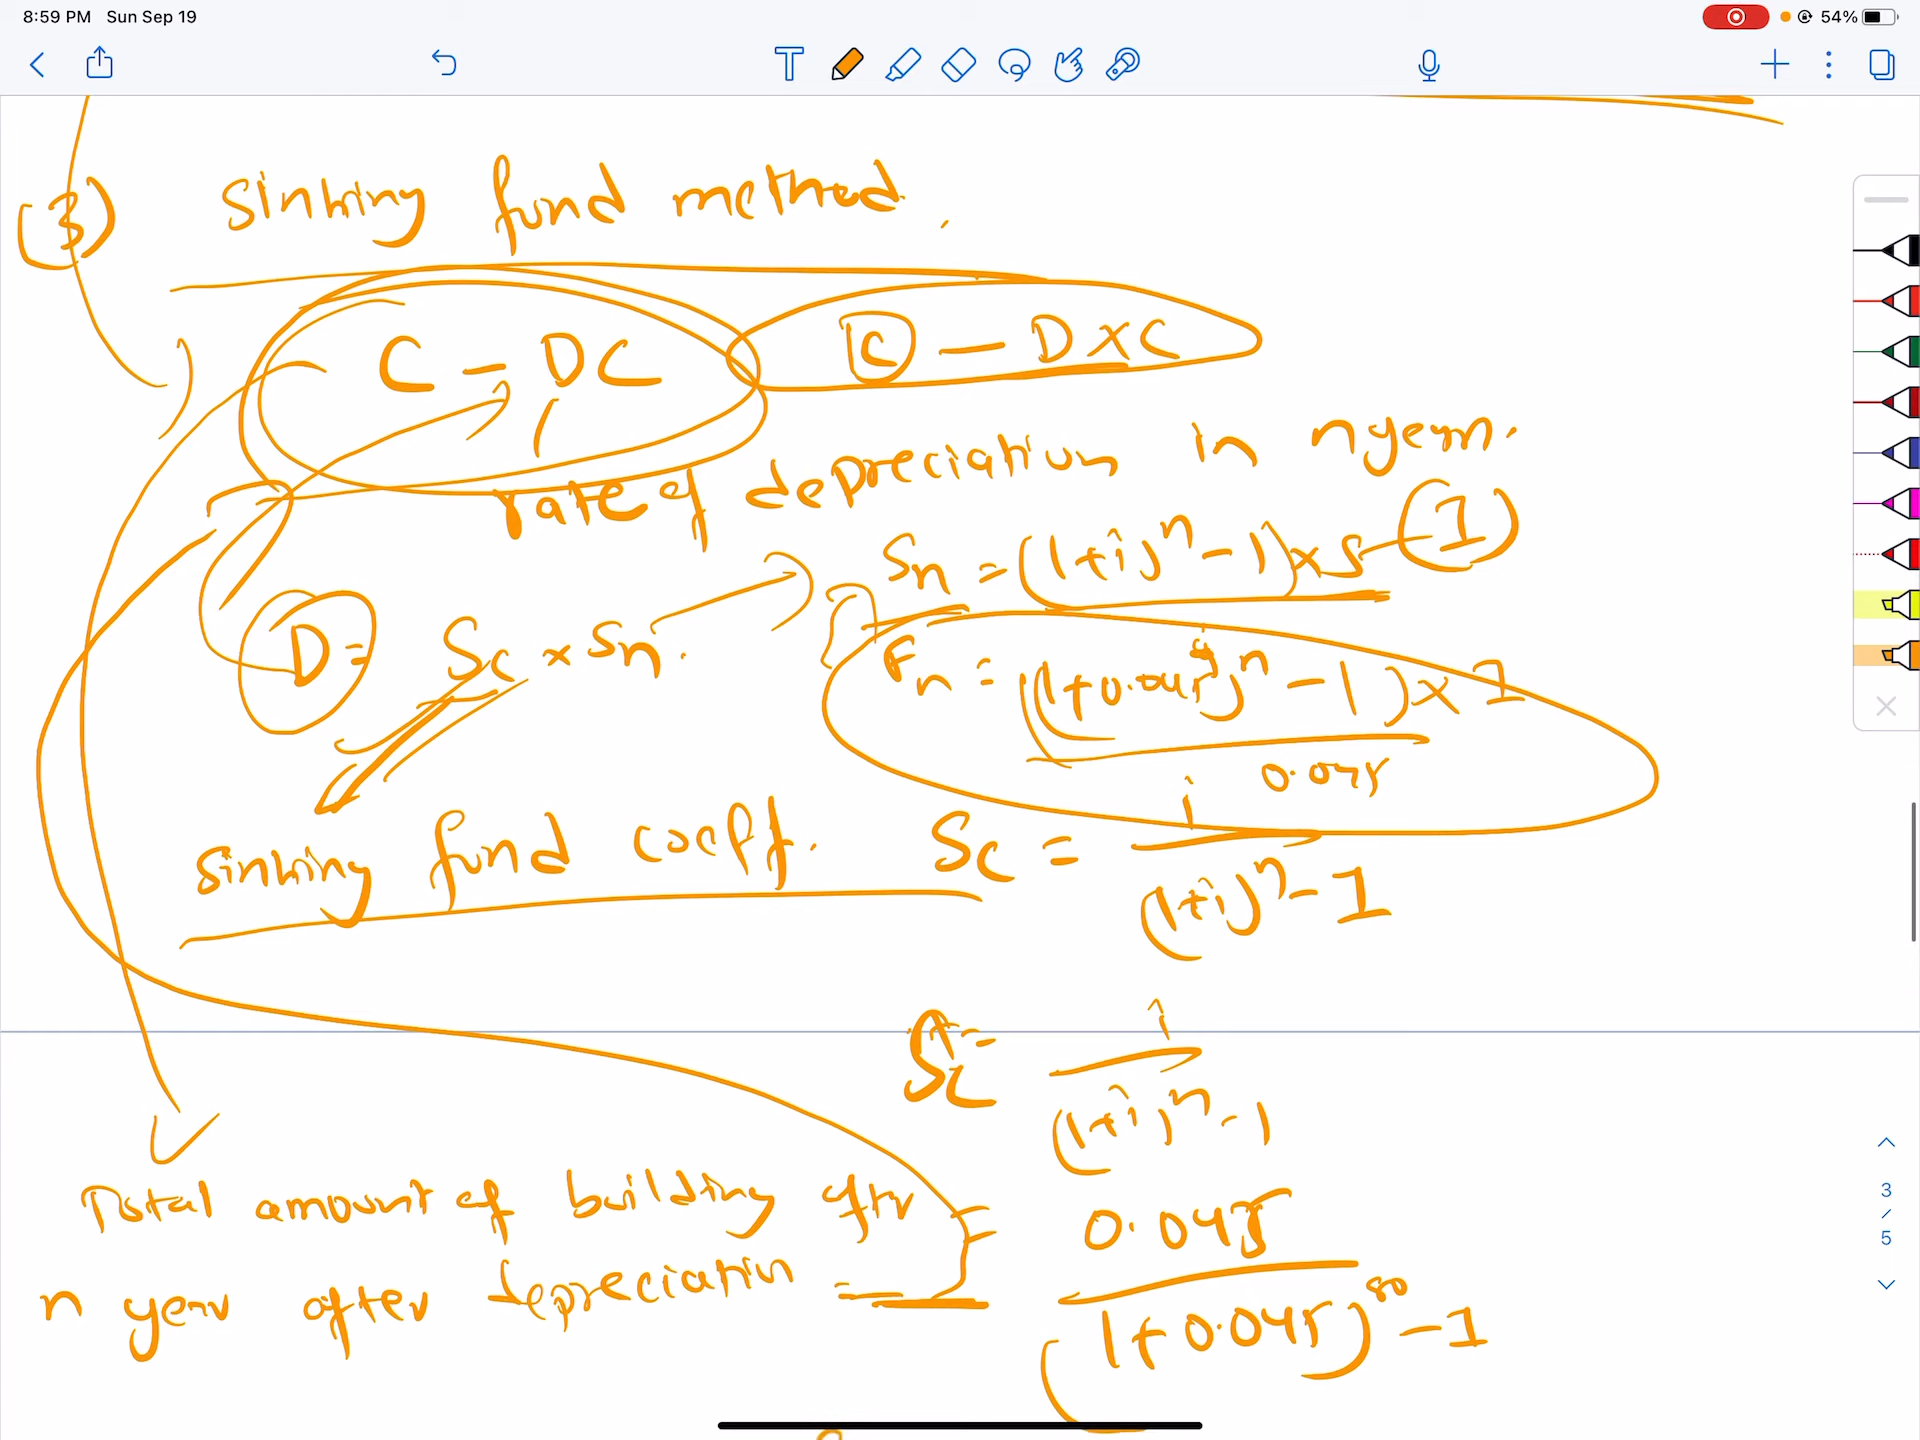 8:59 PM Sun Sep 19
54%
(3) Sinking fund method.
C - DC
C - D x C
rate of depreciation in n year.
Sn = (1+i)^n - 1) x S - (1)
D = Sc x Sn.
Fn = ((1+0.045)^n - 1) x 1
0.045
Sinking fund coeff. Sc = i
(1+i)^n - 1
Sc = i
(1+i)^n - 1
Total amount of building aftr
n year after depreciation =
0.045
(1+0.045)^80 - 1
3
/
5